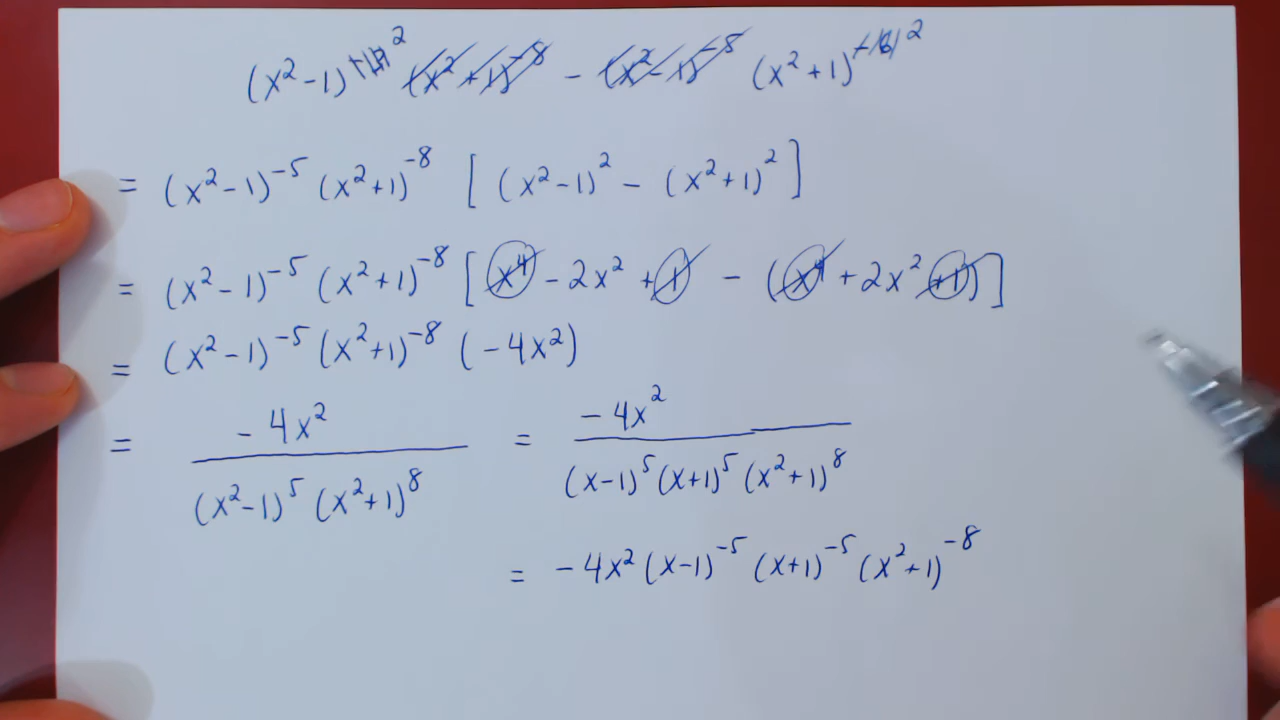 (x²-1)² (x²+1)⁻⁸ - (x²-1)⁻⁸ (x²+1)²
= (x²-1)⁻⁵ (x²+1)⁻⁸ [ (x²-1)² - (x²+1)² ]
= (x²-1)⁻⁵ (x²+1)⁻⁸ [ x⁴ - 2x² + 1 - (x⁴ + 2x² + 1) ]
= (x²-1)⁻⁵ (x²+1)⁻⁸ (-4x²)
= -4x² / (x²-1)⁵ (x²+1)⁸ = -4x² / (x-1)⁵ (x+1)⁵ (x²+1)⁸
= -4x² (x-1)⁻⁵ (x+1)⁻⁵ (x²+1)⁻⁸